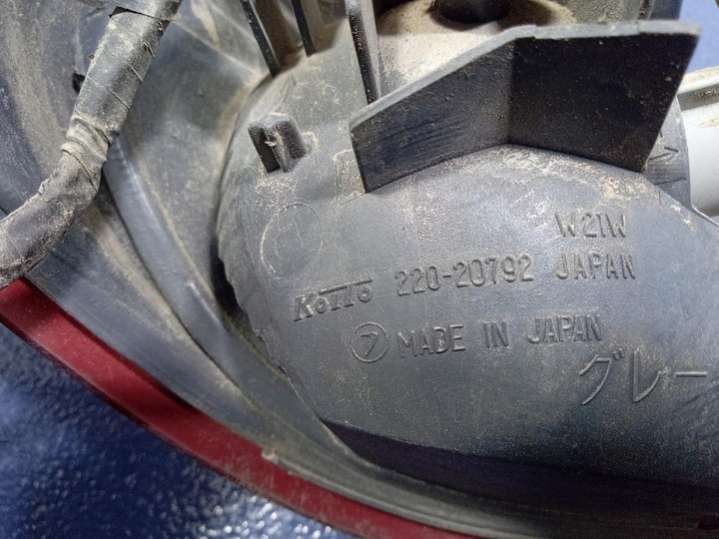 W21W
KOITO 220-20792 JAPAN
⑦ MADE IN JAPAN
グレー